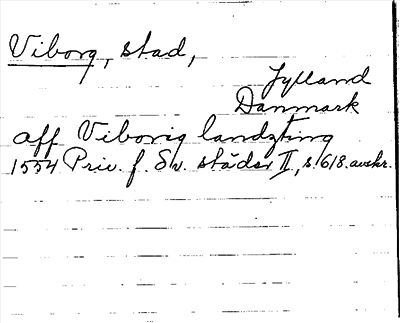 Viborg, stad,
Jylland
Danmark
aff Viborig landzting
1554 Priv. f. Sv. städer II, s. 618. avskr.